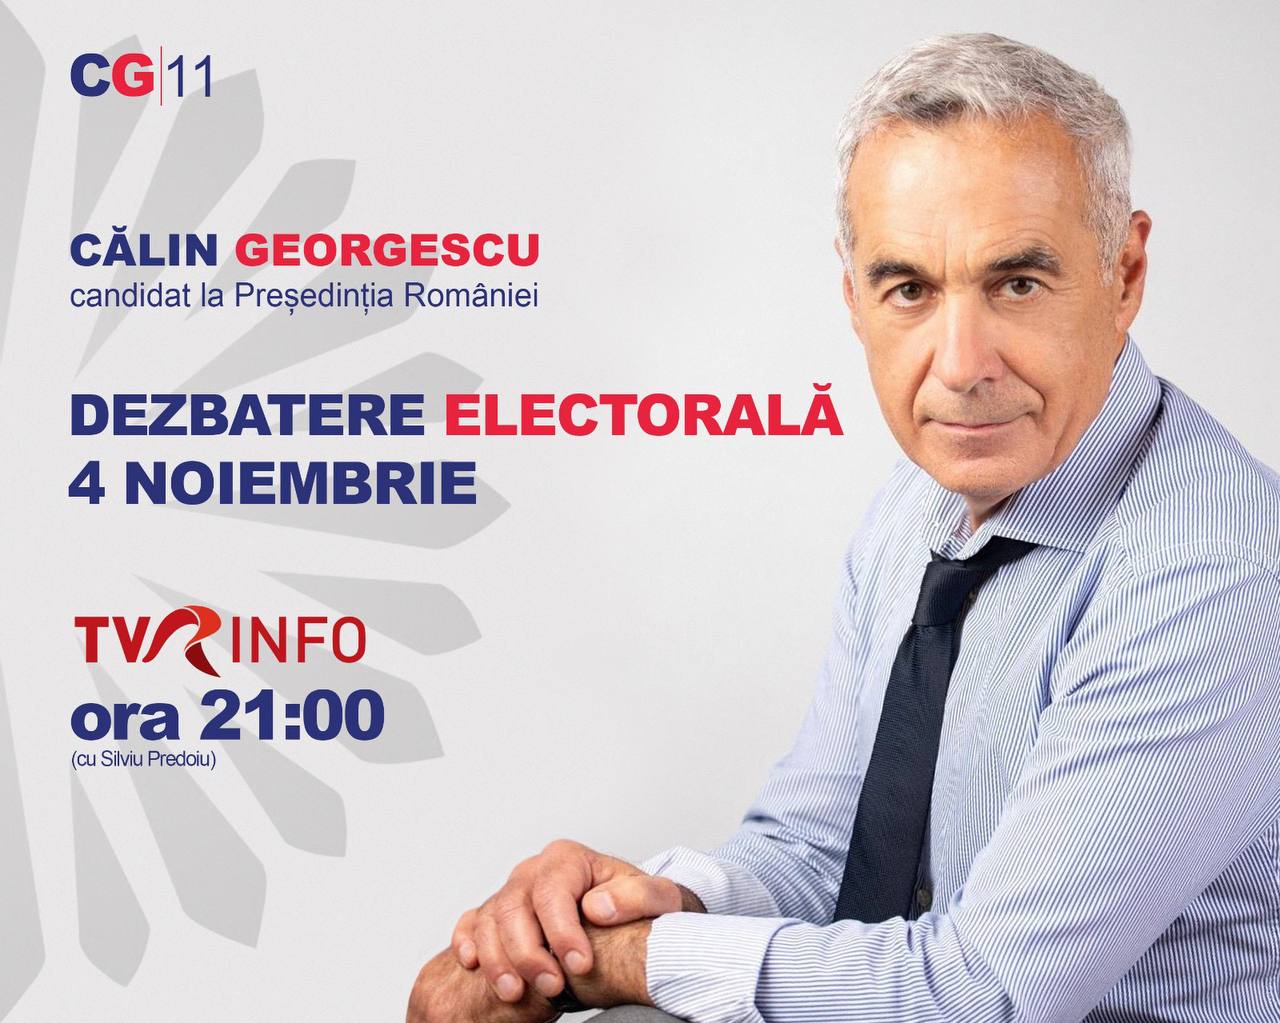 CG|11
CĂLIN GEORGESCU
candidat la Președinția României
DEZBATERE ELECTORALĂ
4 NOIEMBRIE
TVR INFO
ora 21:00
(cu Silviu Predoiu)